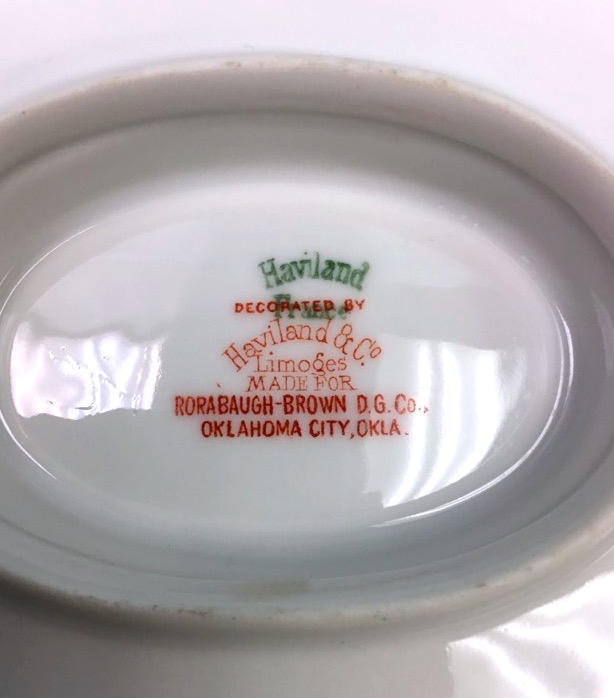 Haviland
France
DECORATED BY
Haviland & Co
Limoges
MADE FOR
RORABAUGH-BROWN D.G. Co.,
OKLAHOMA CITY, OKLA.